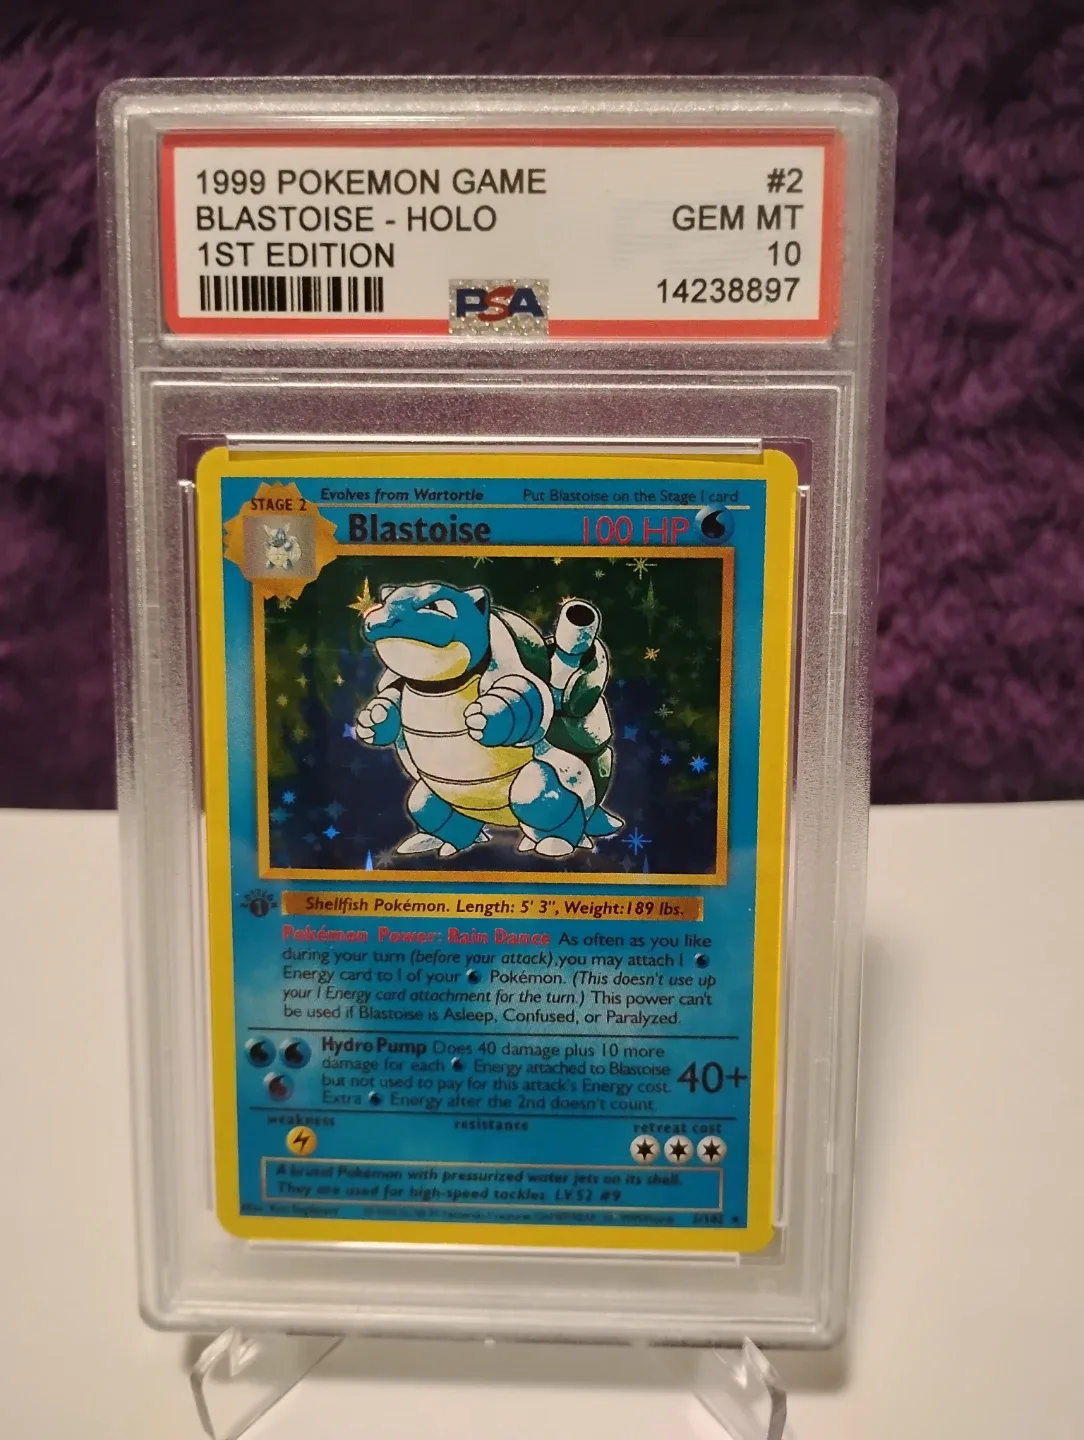 1999 POKEMON GAME #2
BLASTOISE - HOLO GEM MT
1ST EDITION 10
14238897
PSA
STAGE 2 Evolves from Wartortle Put Blastoise on the Stage 1 card
Blastoise 100 HP
EDITION
1
Shellfish Pokémon. Length: 5' 3", Weight:189 lbs.
Pokémon Power: Rain Dance As often as you like
during your turn (before your attack),you may attach 1
Energy card to 1 of your Pokémon. (This doesn't use up
your 1 Energy card attachment for the turn.) This power can't
be used if Blastoise is Asleep, Confused, or Paralyzed.
Hydro Pump Does 40 damage plus 10 more
damage for each Energy attached to Blastoise
but not used to pay for this attack's Energy cost.
Extra Energy after the 2nd doesn't count.
40+
weakness resistance retreat cost
A brutal Pokémon with pressurized water jets on its shell.
They are used for high-speed tackles. LV.52 #9
2/102